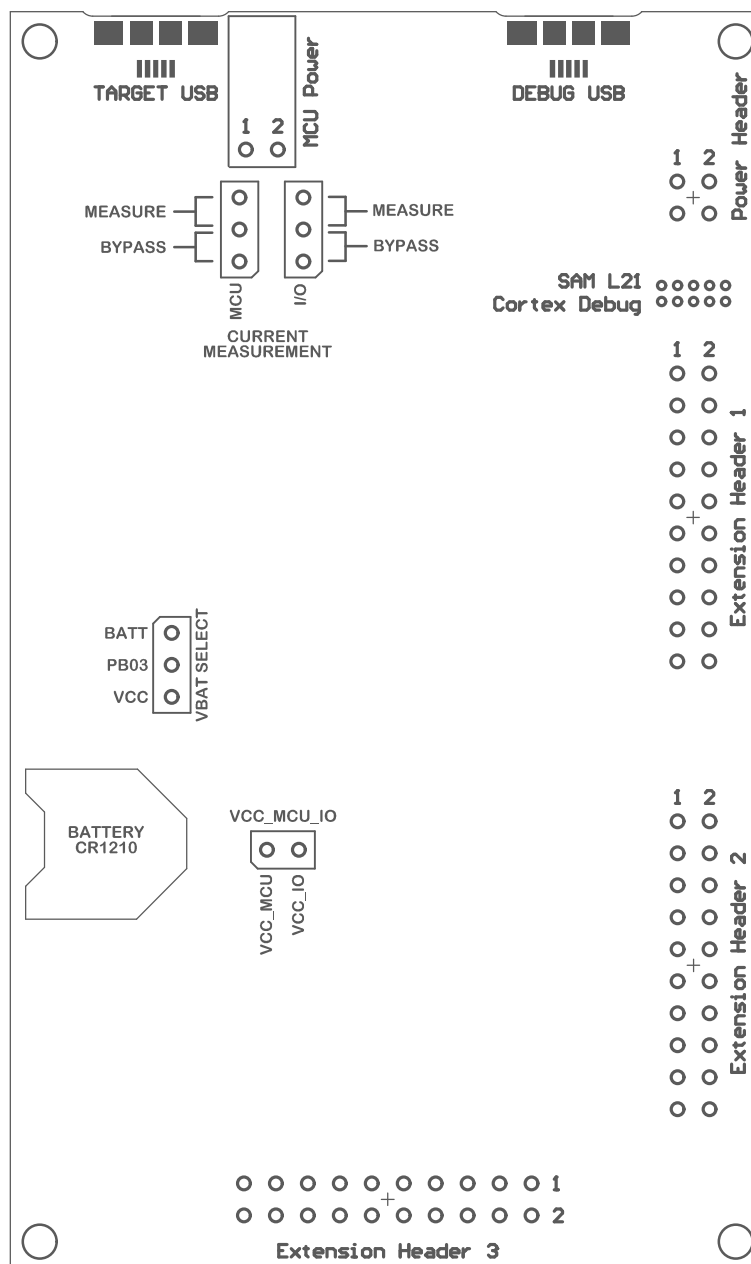 TARGET USB
DEBUG USB
MCU Power
1 2
Power Header
1 2
MEASURE
BYPASS
MEASURE
BYPASS
MCU
I/O
CURRENT
MEASUREMENT
SAM L21
Cortex Debug
1 2
Extension Header 1
BATT
PB03
VCC
VBAT SELECT
BATTERY
CR1210
VCC_MCU_IO
VCC_MCU
VCC_IO
1 2
Extension Header 2
1
2
Extension Header 3